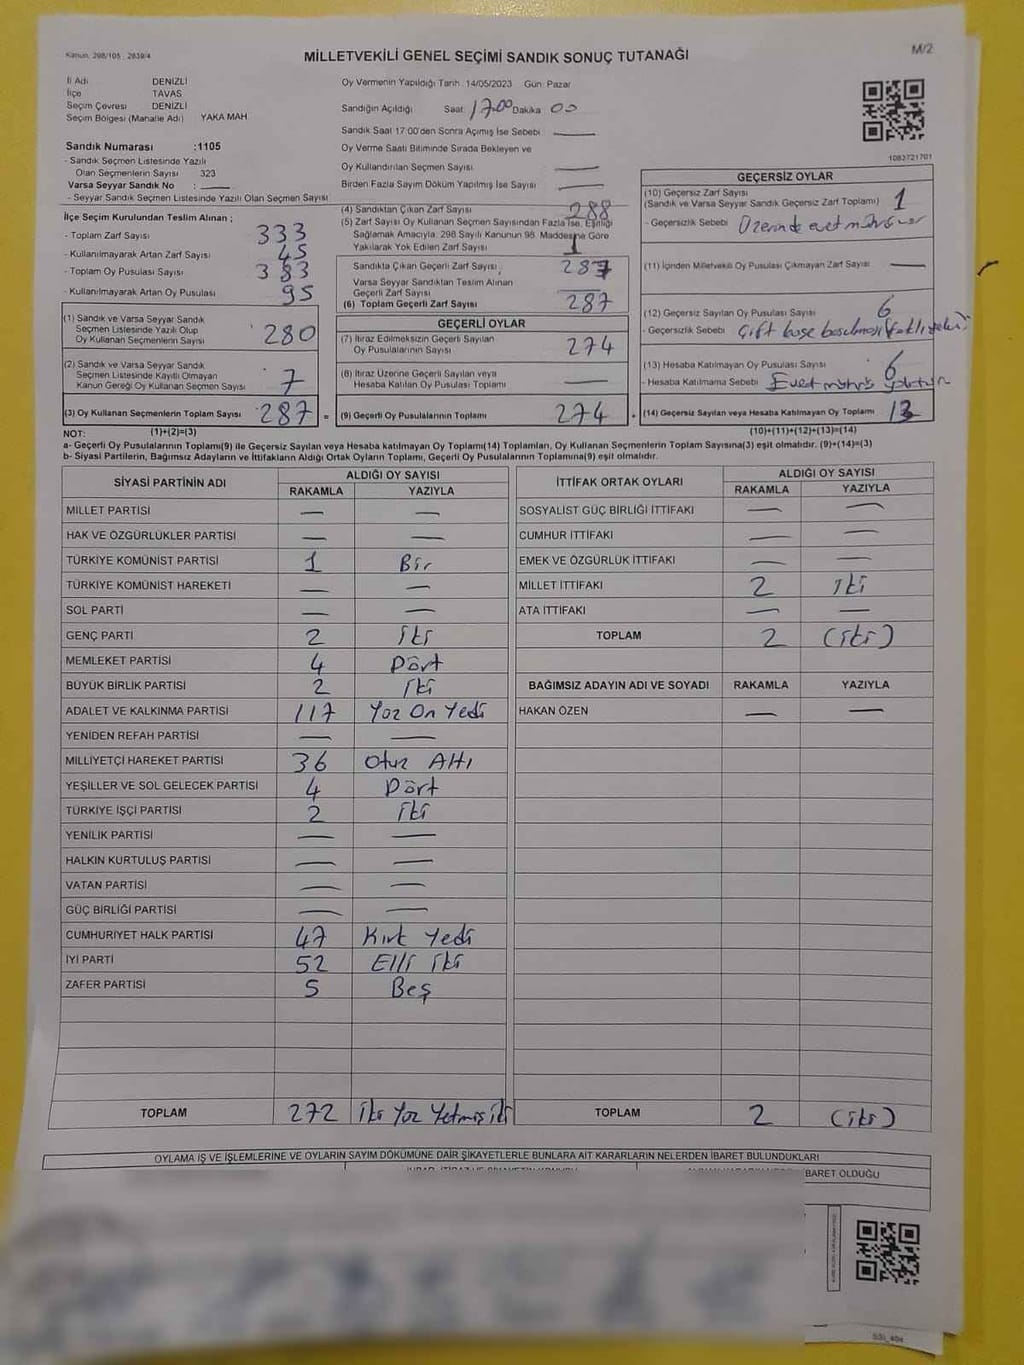 Kanun: 298/105 , 2839/4
M/2
MİLLETVEKİLİ GENEL SEÇİMİ SANDIK SONUÇ TUTANAĞI
İl Adı DENİZLİ
İlçe TAVAS
Seçim Çevresi DENİZLİ
Seçim Bölgesi (Mahalle Adı) YAKA MAH.
Sandık Numarası :1105
- Sandık Seçmen Listesinde Yazılı
Olan Seçmenlerin Sayısı 323
Varsa Seyyar Sandık No :
- Seyyar Sandık Seçmen Listesinde Yazılı Olan Seçmen Sayısı
Oy Vermenin Yapıldığı Tarih 14/05/2023 Gün: Pazar
Sandığın Açıldığı Saat: 17:00 Dakika 00
Sandık Saat 17:00'den Sonra Açımış İse Sebebi
Oy Verme Saati Bitiminde Sırada Bekleyen ve
Oy Kullandırılan Seçmen Sayısı
Birden Fazla Sayım Döküm Yapılmış İse Sayısı
1083721701
İlçe Seçim Kurulundan Teslim Alınan ;
- Toplam Zarf Sayısı 333
- Kullanılmayarak Artan Zarf Sayısı 45
- Toplam Oy Pusulası Sayısı 383
- Kullanılmayarak Artan Oy Pusulası 95
(4) Sandıktan Çıkan Zarf Sayısı 288
(5) Zarf Sayısı Oy Kullanan Seçmen Sayısından Fazla İse, Eşitliği
Sağlamak Amacıyla, 298 Sayılı Kanunun 98. Maddesine Göre
Yakılarak Yok Edilen Zarf Sayısı 1
Sandıkta Çıkan Geçerli Zarf Sayısı 287
Varsa Seyyar Sandıktan Teslim Alınan
Geçerli Zarf Sayısı
(6) Toplam Geçerli Zarf Sayısı 287
GEÇERSİZ OYLAR
(10) Geçersiz Zarf Sayısı 1
(Sandık ve Varsa Seyyar Sandık Geçersiz Zarf Toplamı)
- Geçersizlik Sebebi Üzerinde evet mührü
(11) İçinden Milletvekili Oy Pusulası Çıkmayan Zarf Sayısı
(12) Geçersiz Sayılan Oy Pusulası Sayısı 6
- Geçersizlik Sebebi Çift kaşe basılması
(13) Hesaba Katılmayan Oy Pusulası Sayısı 6
- Hesaba Katılmama Sebebi Evet mührü yoktur
(14) Geçersiz Sayılan veya Hesaba Katılmayan Oy Toplamı 13
(10)+(11)+(12)+(13)=(14)
(1) Sandık ve Varsa Seyyar Sandık
Seçmen Listesinde Yazılı Olup
Oy Kullanan Seçmenlerin Sayısı 280
(2) Sandık ve Varsa Seyyar Sandık
Seçmen Listesinde Kayıtlı Olmayan
Kanun Gereği Oy Kullanan Seçmen Sayısı 7
(3) Oy Kullanan Seçmenlerin Toplam Sayısı 287 =
(1)+(2)=(3)
GEÇERLİ OYLAR
(7) İtiraz Edilmeksizin Geçerli Sayılan
Oy Pusulalarının Sayısı 274
(8) İtiraz Üzerine Geçerli Sayılan veya
Hesaba Katılan Oy Pusulası Toplamı
(9) Geçerli Oy Pusulalarının Toplamı 274 +
NOT:
a- Geçerli Oy Pusulalarının Toplamı(9) ile Geçersiz Sayılan veya Hesaba katılmayan Oy Toplamı(14) Toplamları, Oy Kullanan Seçmenlerin Toplam Sayısına(3) eşit olmalıdır. (9)+(14)=(3)
b- Siyasi Partilerin, Bağımsız Adayların ve İttifakların Aldığı Ortak Oyların Toplamı, Geçerli Oy Pusulalarının Toplamına(9) eşit olmalıdır.
SİYASİ PARTİNİN ADI ALDIĞI OY SAYISI
RAKAMLA YAZIYLA
MİLLET PARTİSİ
HAK VE ÖZGÜRLÜKLER PARTİSİ
TÜRKİYE KOMÜNİST PARTİSİ 1 Bir
TÜRKİYE KOMÜNİST HAREKETİ
SOL PARTİ
GENÇ PARTİ 2 iki
MEMLEKET PARTİSİ 4 Dört
BÜYÜK BİRLİK PARTİSİ 2 iki
ADALET VE KALKINMA PARTİSİ 117 Yüz On Yedi
YENİDEN REFAH PARTİSİ
MİLLİYETÇİ HAREKET PARTİSİ 36 Otuz Altı
YEŞİLLER VE SOL GELECEK PARTİSİ 4 Dört
TÜRKİYE İŞÇİ PARTİSİ 2 iki
YENİLİK PARTİSİ
HALKIN KURTULUŞ PARTİSİ
VATAN PARTİSİ
GÜÇ BİRLİĞİ PARTİSİ
CUMHURİYET HALK PARTİSİ 47 Kırk Yedi
İYİ PARTİ 52 Elli iki
ZAFER PARTİSİ 5 Beş
TOPLAM 272 iki Yüz Yetmiş iki
İTTİFAK ORTAK OYLARI ALDIĞI OY SAYISI
RAKAMLA YAZIYLA
SOSYALİST GÜÇ BİRLİĞİ İTTİFAKI
CUMHUR İTTİFAKI
EMEK VE ÖZGÜRLÜK İTTİFAKI
MİLLET İTTİFAKI 2 iki
ATA İTTİFAKI
TOPLAM 2 (iki)
BAĞIMSIZ ADAYIN ADI VE SOYADI RAKAMLA YAZIYLA
HAKAN ÖZEN
TOPLAM 2 (iki)
OYLAMA İŞ VE İŞLEMLERİNE VE OYLARIN SAYIM DÖKÜMÜNE DAİR ŞİKAYETLERLE BUNLARA AİT KARARLARIN NELERDEN İBARET BULUNDUKLARI
BARET OLDUĞU